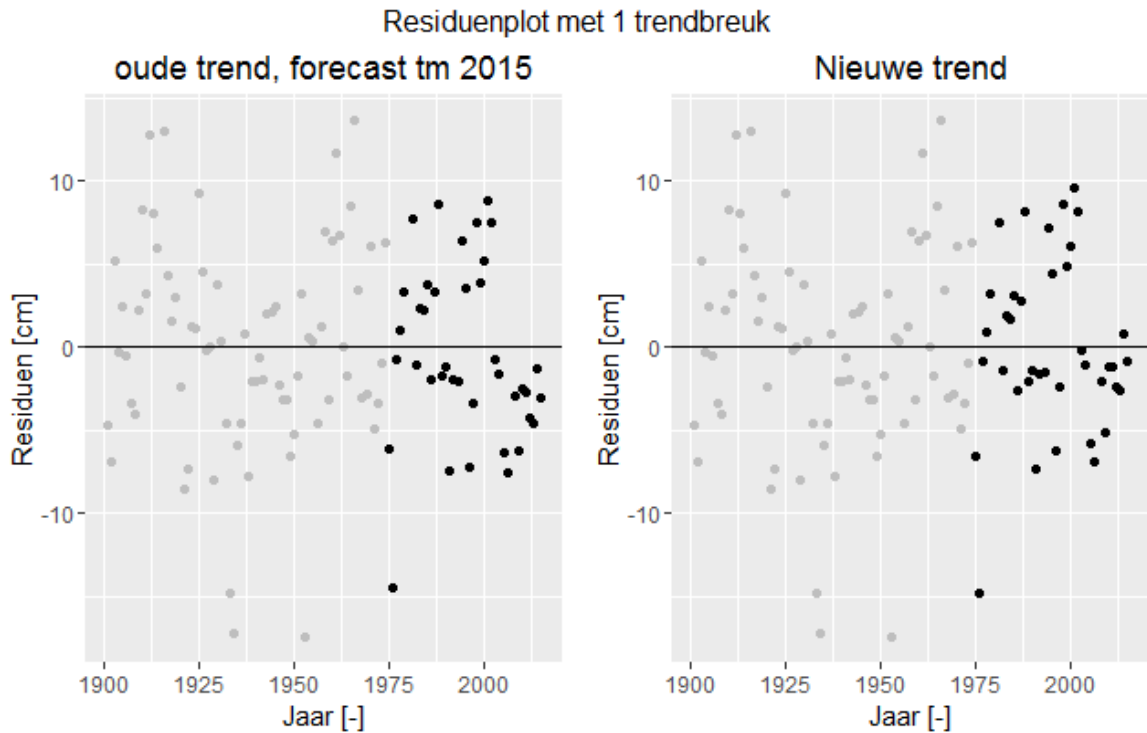 Residuenplot met 1 trendbreuk
oude trend, forecast tm 2015
Residuen [cm]
10
0
-10
1900 1925 1950 1975 2000
Jaar [-]
Nieuwe trend
Residuen [cm]
10
0
-10
1900 1925 1950 1975 2000
Jaar [-]